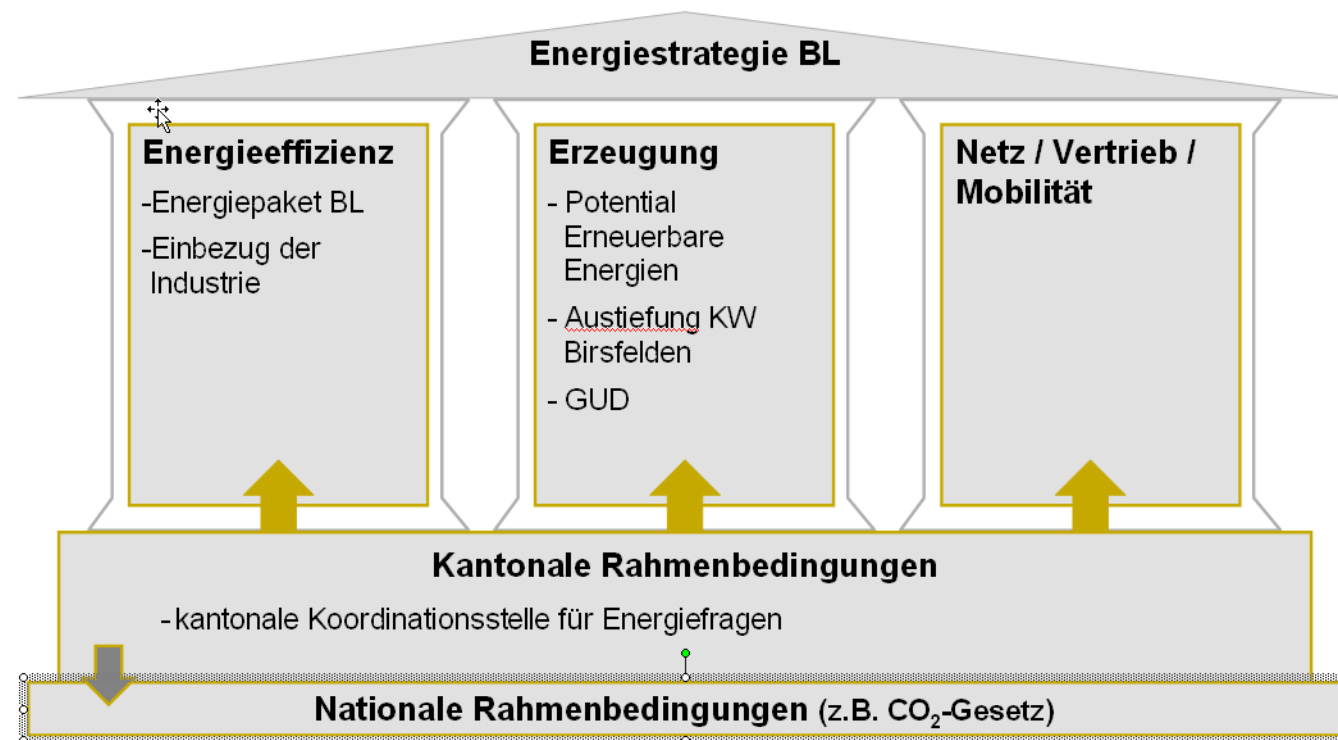 Energiestrategie BL
Energieeffizienz
-Energiepaket BL
-Einbezug der
Industrie
Erzeugung
- Potential
Erneuerbare
Energien
- Austiefung KW
Birsfelden
- GUD
Netz / Vertrieb /
Mobilität
Kantonale Rahmenbedingungen
-kantonale Koordinationsstelle für Energiefragen
Nationale Rahmenbedingungen (z.B. CO₂-Gesetz)